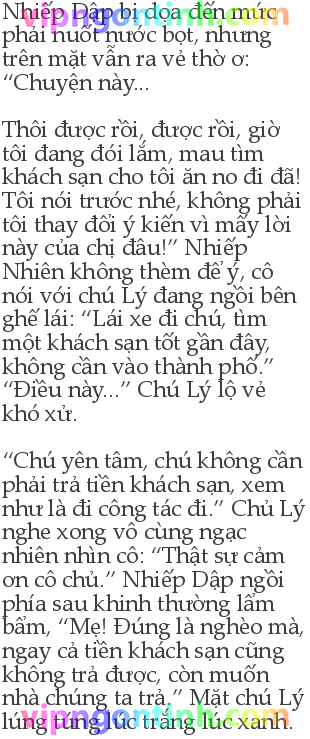 Nhiếp Dập bị dọa đến mức
vipngontinh.com
phải nuốt nước bọt, nhưng
trên mặt vẫn ra vẻ thờ ơ:
“Chuyện này...
Thôi được rồi, được rồi, giờ
tôi đang đói lắm, mau tìm
khách sạn cho tôi ăn no đi đã!
Tôi nói trước nhé, không phải
tôi thay đổi ý kiến vì mấy lời
này của chị đâu!” Nhiếp
Nhiên không thèm để ý, cô
nói với chú Lý đang ngồi bên
ghế lái: “Lái xe đi chú, tìm
một khách sạn tốt gần đây,
không cần vào thành phố.”
“Điều này...” Chú Lý lộ vẻ
khó xử.
“Chú yên tâm, chú không cần
phải trả tiền khách sạn, xem
như là đi công tác đi.” Chủ Lý
nghe xong vô cùng ngạc
nhiên nhìn cô: “Thật sự cảm
ơn cô chủ.” Nhiếp Dập ngồi
phía sau khinh thường lẩm
bẩm, “Mẹ! Đúng là nghèo mà,
ngay cả tiền khách sạn cũng
không trả được, còn muốn
nhà chúng ta trả.” Mặt chú Lý
lúng túng lúc trắng lúc xanh.
vipngontinh.com